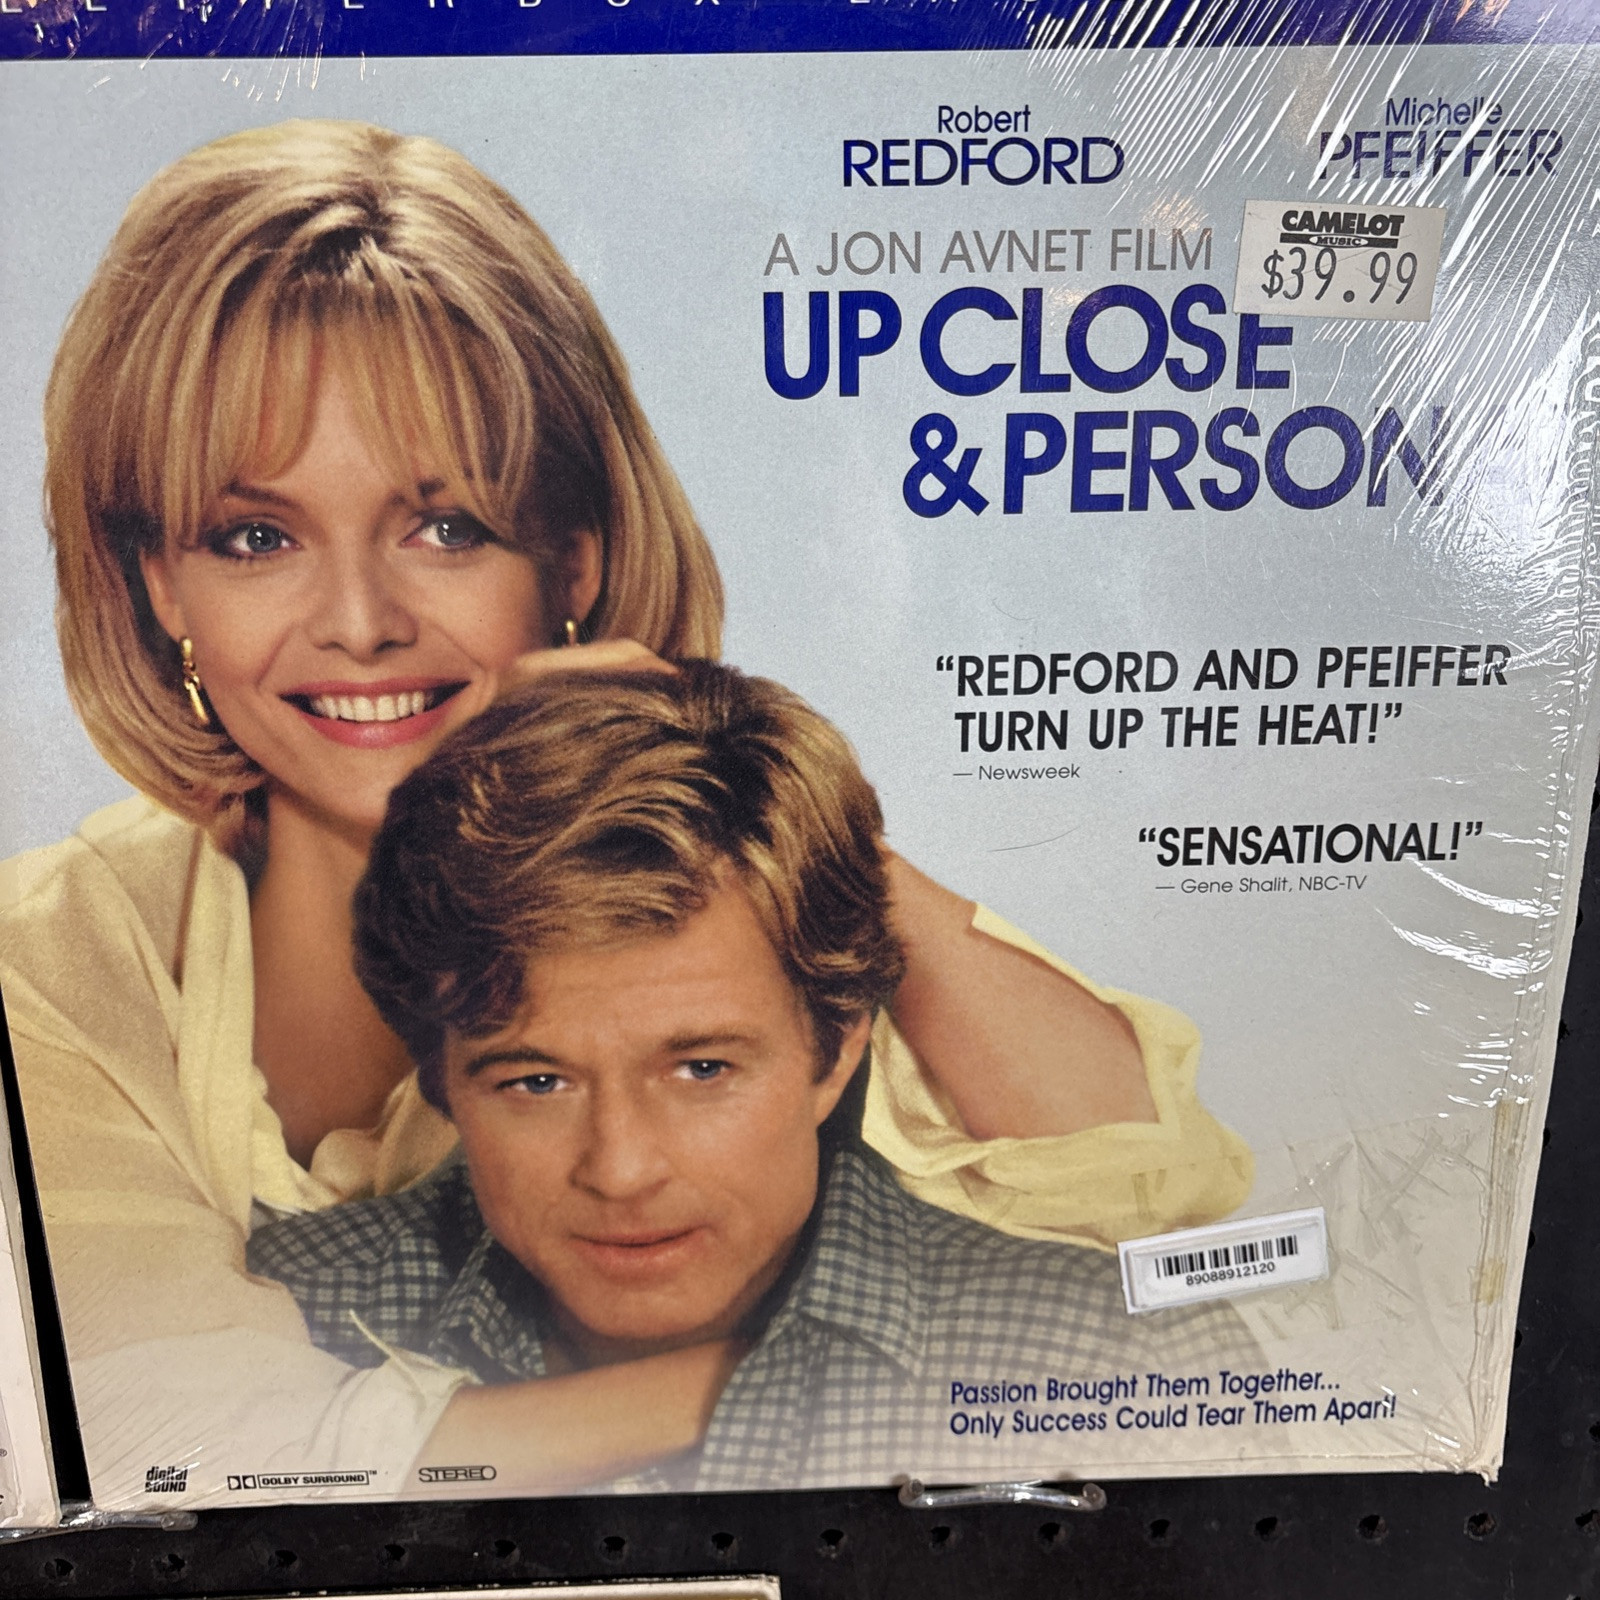 Robert
REDFORD
Michelle
PFEIFFER
CAMELOT
MUSIC
$39.99
A JON AVNET FILM
UP CLOSE
& PERSON
“REDFORD AND PFEIFFER
TURN UP THE HEAT!”
— Newsweek
“SENSATIONAL!”
— Gene Shalit, NBC-TV
89088912120
Passion Brought Them Together...
Only Success Could Tear Them Apart!
digital
SOUND
DOLBY SURROUND™
STEREO